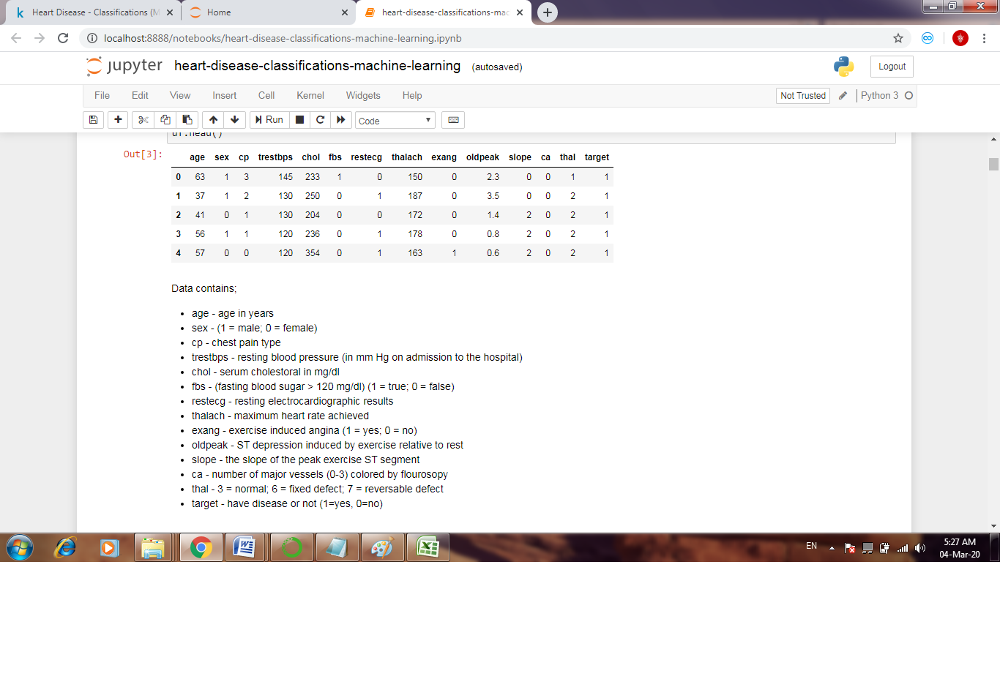 Heart Disease - Classifications (M
Home
heart-disease-classifications-mac
localhost:8888/notebooks/heart-disease-classifications-machine-learning.ipynb
jupyter heart-disease-classifications-machine-learning (autosaved)
Logout
File Edit View Insert Cell Kernel Widgets Help
Not Trusted Python 3
Run Code
df.head()
Out[3]:
age sex cp trestbps chol fbs restecg thalach exang oldpeak slope ca thal target
0 63 1 3 145 233 1 0 150 0 2.3 0 0 1 1
1 37 1 2 130 250 0 1 187 0 3.5 0 0 2 1
2 41 0 1 130 204 0 0 172 0 1.4 2 0 2 1
3 56 1 1 120 236 0 1 178 0 0.8 2 0 2 1
4 57 0 0 120 354 0 1 163 1 0.6 2 0 2 1
Data contains;
• age - age in years
• sex - (1 = male; 0 = female)
• cp - chest pain type
• trestbps - resting blood pressure (in mm Hg on admission to the hospital)
• chol - serum cholestoral in mg/dl
• fbs - (fasting blood sugar > 120 mg/dl) (1 = true; 0 = false)
• restecg - resting electrocardiographic results
• thalach - maximum heart rate achieved
• exang - exercise induced angina (1 = yes; 0 = no)
• oldpeak - ST depression induced by exercise relative to rest
• slope - the slope of the peak exercise ST segment
• ca - number of major vessels (0-3) colored by flourosopy
• thal - 3 = normal; 6 = fixed defect; 7 = reversable defect
• target - have disease or not (1=yes, 0=no)
EN
5:27 AM
04-Mar-20